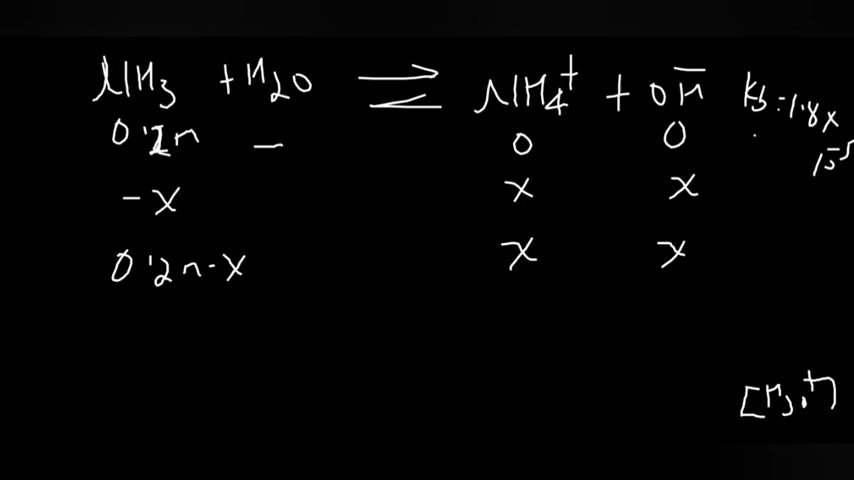 NH₃ + H₂O ⇌ NH₄⁺ + OH⁻ Kb = 1.8 x
10⁻⁵
0.2M - 0 0
-x x x
0.2M - x x x
[H₃O⁺]